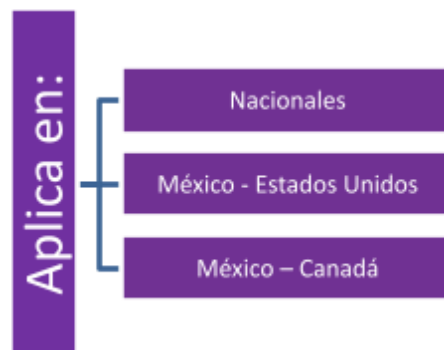 Aplica en:
Nacionales
México - Estados Unidos
México – Canadá